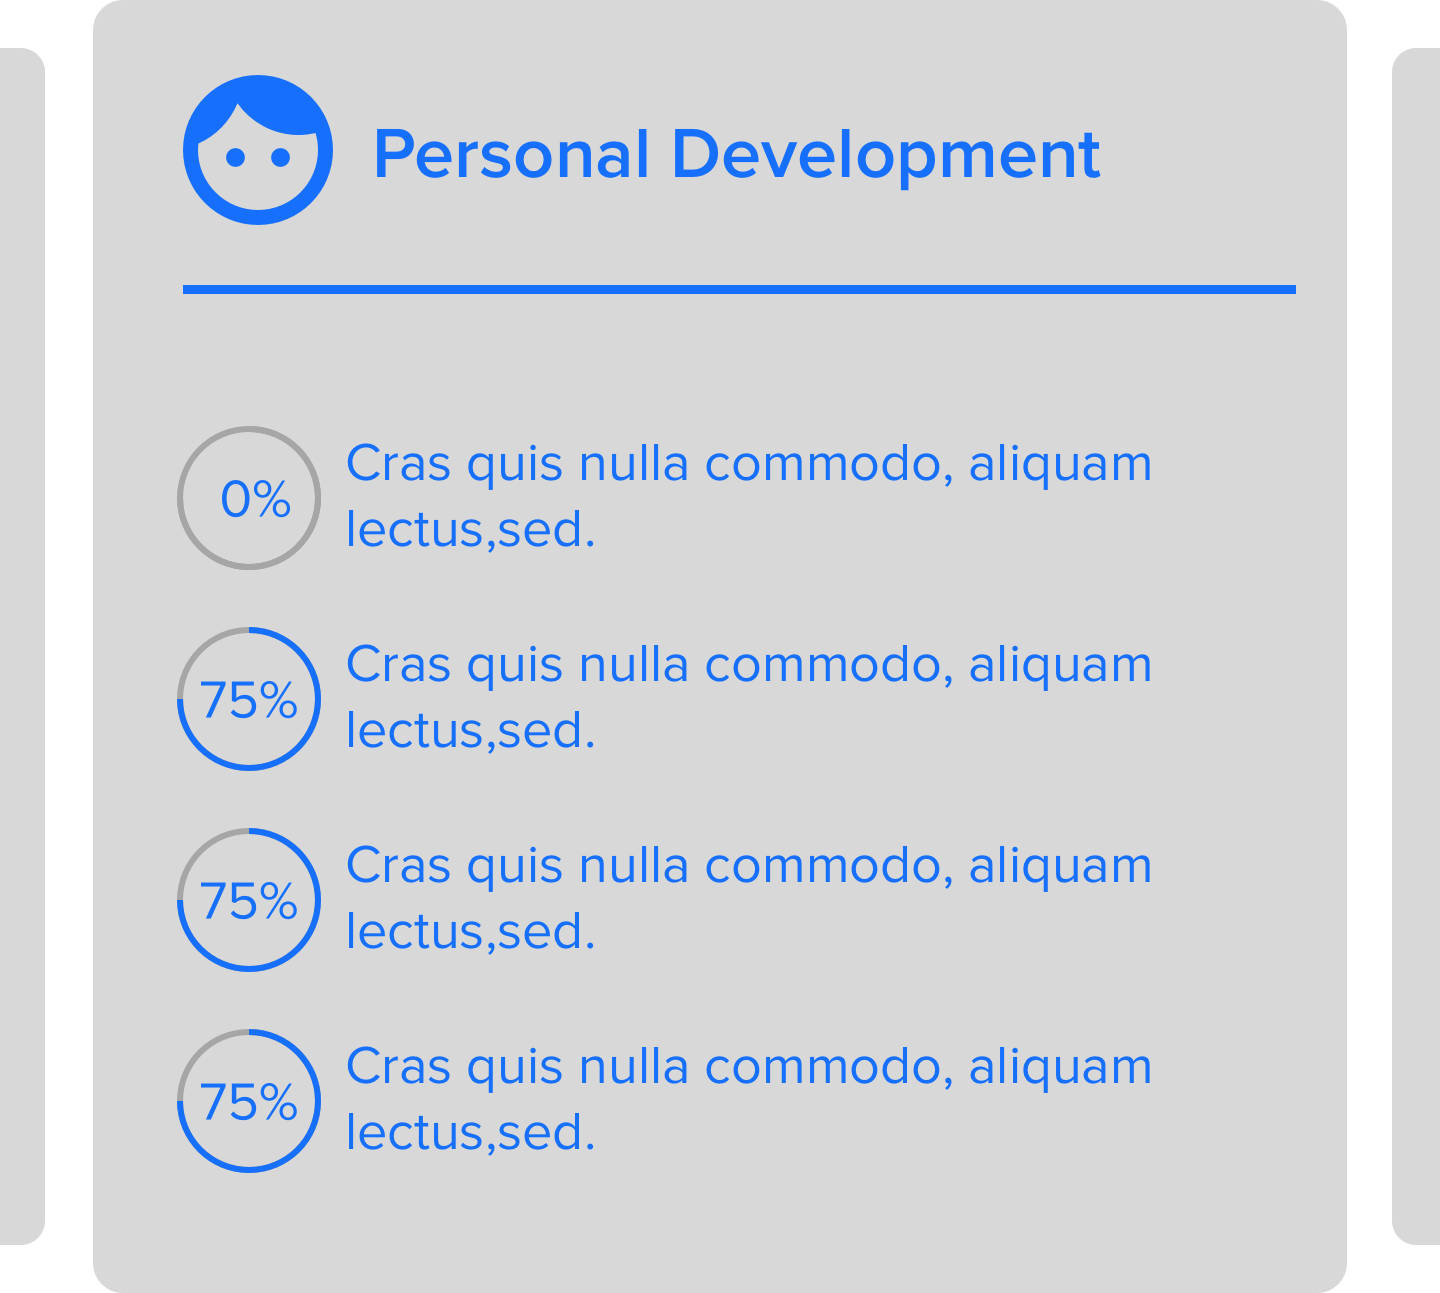 Personal Development
0%
Cras quis nulla commodo, aliquam
lectus,sed.
75%
Cras quis nulla commodo, aliquam
lectus,sed.
75%
Cras quis nulla commodo, aliquam
lectus,sed.
75%
Cras quis nulla commodo, aliquam
lectus,sed.